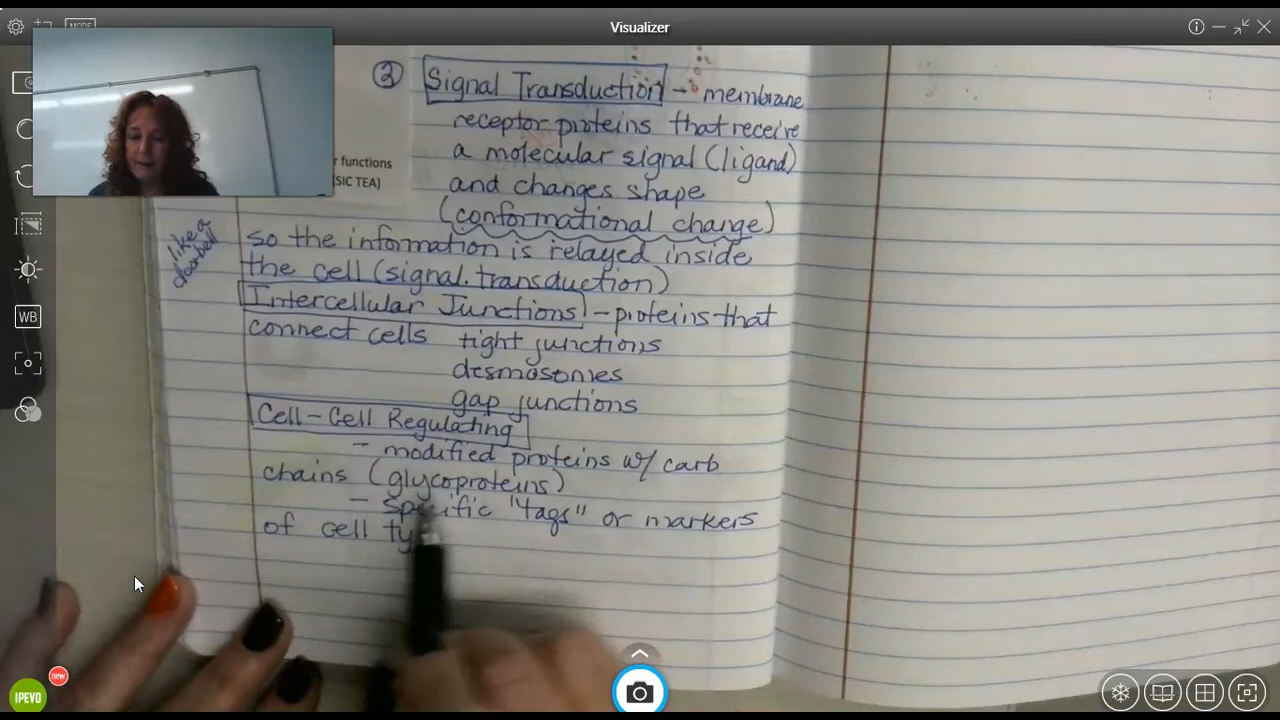 MODE
Visualizer
③ Signal Transduction - membrane
receptor proteins that receive
a molecular signal (ligand)
r functions
SIC TEA)
and changes shape
(conformational change)
like a
doorbell
so the information is relayed inside
the cell (signal transduction)
Intercellular Junctions - proteins that
connect cells tight junctions
desmosomes
gap junctions
Cell-Cell Regulating
- modified proteins w/ carb
chains (glycoproteins)
- specific "tags" or markers
of cell
WB
new
IPEVO